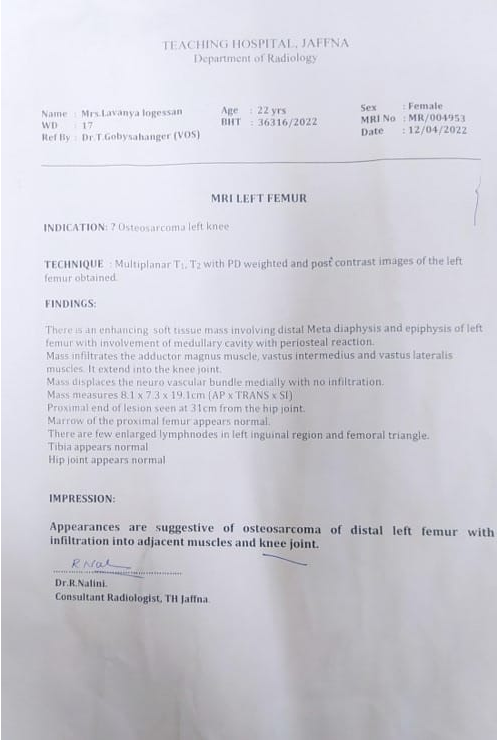 TEACHING HOSPITAL, JAFFNA
Department of Radiology
Name : Mrs.Lavanya logessan Age : 22 yrs Sex : Female
WD : 17 BHT : 36316/2022 MRI No : MR/004953
Ref By : Dr.T.Gobysahanger (VOS) Date : 12/04/2022
MRI LEFT FEMUR
INDICATION: ? Osteosarcoma left knee
TECHNIQUE : Multiplanar T1, T2 with PD weighted and post contrast images of the left
femur obtained.
FINDINGS:
There is an enhancing soft tissue mass involving distal Meta diaphysis and epiphysis of left
femur with involvement of medullary cavity with periosteal reaction.
Mass infiltrates the adductor magnus muscle, vastus intermedius and vastus lateralis
muscles. It extend into the knee joint.
Mass displaces the neuro vascular bundle medially with no infiltration.
Mass measures 8.1 x 7.3 x 19.1cm (AP x TRANS x SI)
Proximal end of lesion seen at 31cm from the hip joint.
Marrow of the proximal femur appears normal.
There are few enlarged lymphnodes in left inguinal region and femoral triangle.
Tibia appears normal
Hip joint appears normal
IMPRESSION:
Appearances are suggestive of osteosarcoma of distal left femur with
infiltration into adjacent muscles and knee joint.
Dr.R.Nalini.
Consultant Radiologist, TH Jaffna.